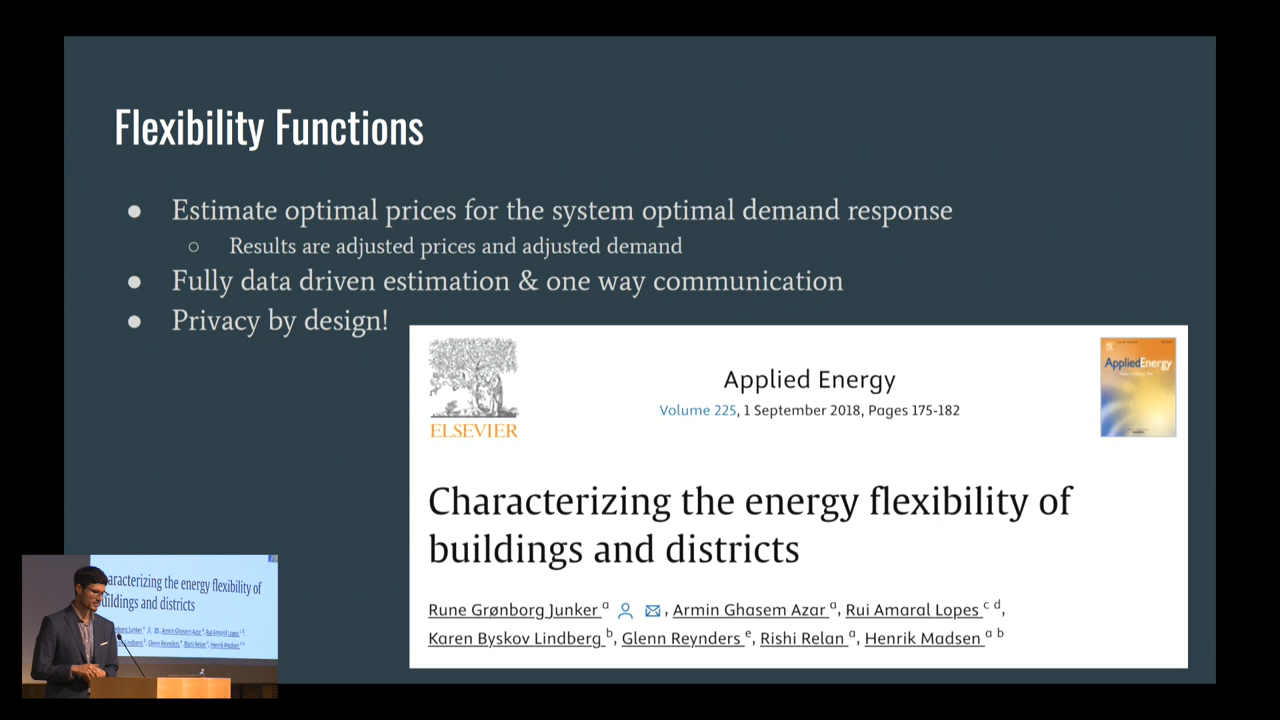 Flexibility Functions
● Estimate optimal prices for the system optimal demand response
○ Results are adjusted prices and adjusted demand
● Fully data driven estimation & one way communication
● Privacy by design!
ELSEVIER
Applied Energy
Volume 225, 1 September 2018, Pages 175-182
AppliedEnergy
Characterizing the energy flexibility of
buildings and districts
Rune Grønborg Junker a, Armin Ghasem Azar a, Rui Amaral Lopes c d,
Karen Byskov Lindberg b, Glenn Reynders e, Rishi Relan a, Henrik Madsen a b
aracterizing the energy flexibility of
uildings and districts